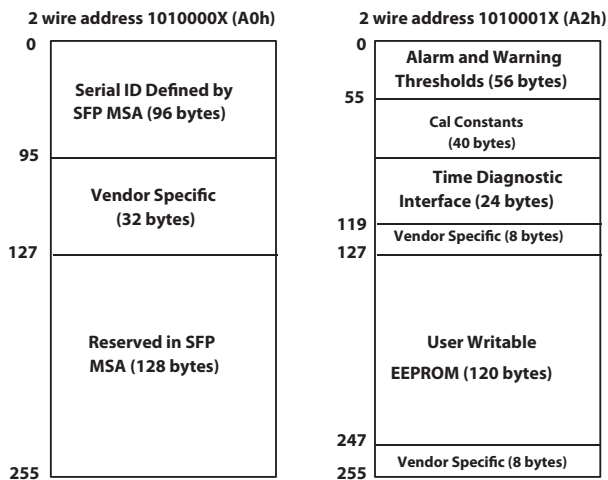 2 wire address 1010000X (A0h)
0
Serial ID Defined by
SFP MSA (96 bytes)
95
Vendor Specific
(32 bytes)
127
Reserved in SFP
MSA (128 bytes)
255
2 wire address 1010001X (A2h)
0
Alarm and Warning
Thresholds (56 bytes)
55
Cal Constants
(40 bytes)
Time Diagnostic
Interface (24 bytes)
119
Vendor Specific (8 bytes)
127
User Writable
EEPROM (120 bytes)
247
Vendor Specific (8 bytes)
255